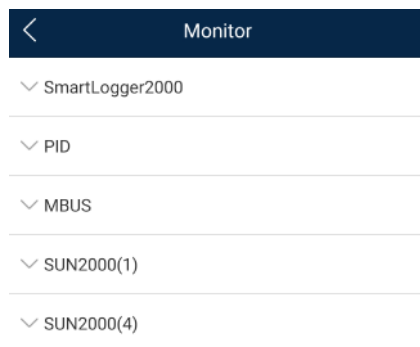 Monitor
SmartLogger2000
PID
MBUS
SUN2000(1)
SUN2000(4)